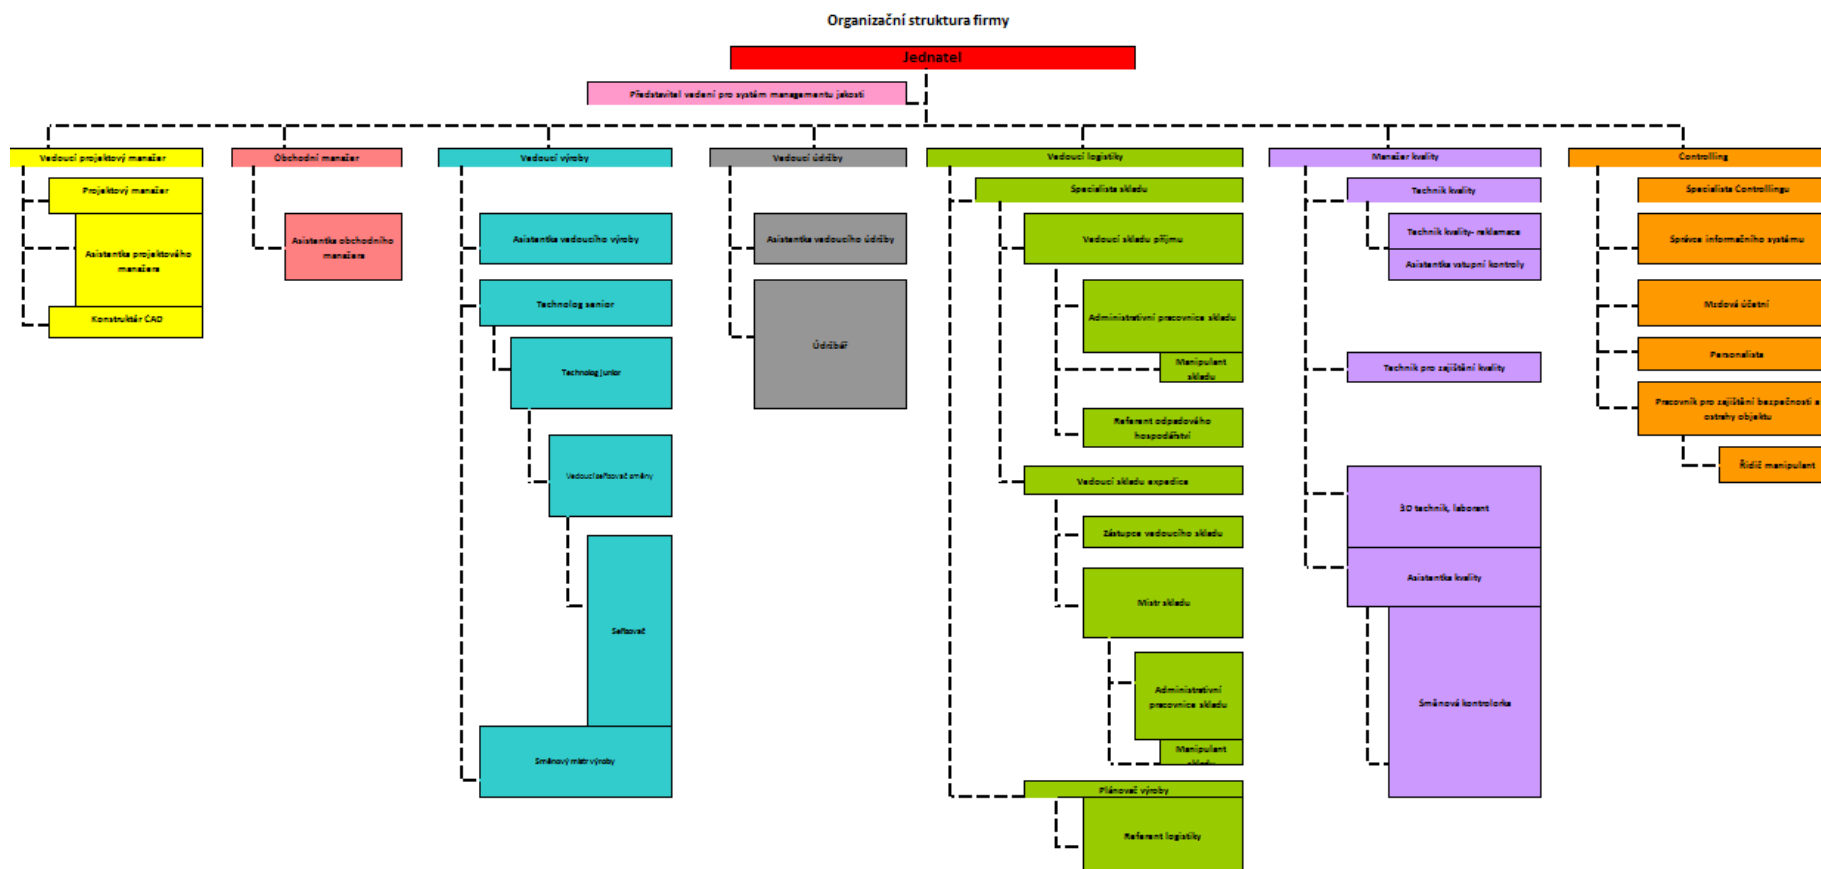 Organizační struktura firmy
Jednatel
Představitel vedení pro systém managementu jakosti
Vedoucí projektový manažer
Projektový manažer
Asistentka projektového
manažera
Konstruktér CAD
Obchodní manažer
Asistentka obchodního
manažera
Vedoucí výroby
Asistentka vedoucího výroby
Technolog senior
Technolog junior
Vedoucí seřizovač směny
Seřizovač
Směnový mistr výroby
Vedoucí údržby
Asistentka vedoucího údržby
Údržbář
Vedoucí logistiky
Specialista skladu
Vedoucí skladu příjmu
Administrativní pracovnice skladu
Manipulant
skladu
Referent odpadového
hospodářství
Vedoucí skladu expedice
Zástupce vedoucího skladu
Mistr skladu
Administrativní
pracovnice skladu
Manipulant
skladu
Plánovač výroby
Referent logistiky
Manažer kvality
Technik kvality
Technik kvality- reklamace
Asistentka vstupní kontroly
Technik pro zajištění kvality
3D technik, laborant
Asistentka kvality
Směnová kontrolorka
Controlling
Specialista Controllingu
Správce informačního systému
Mzdová účetní
Personalista
Pracovník pro zajištění bezpečnosti a
ostrahy objektu
Řidič manipulant